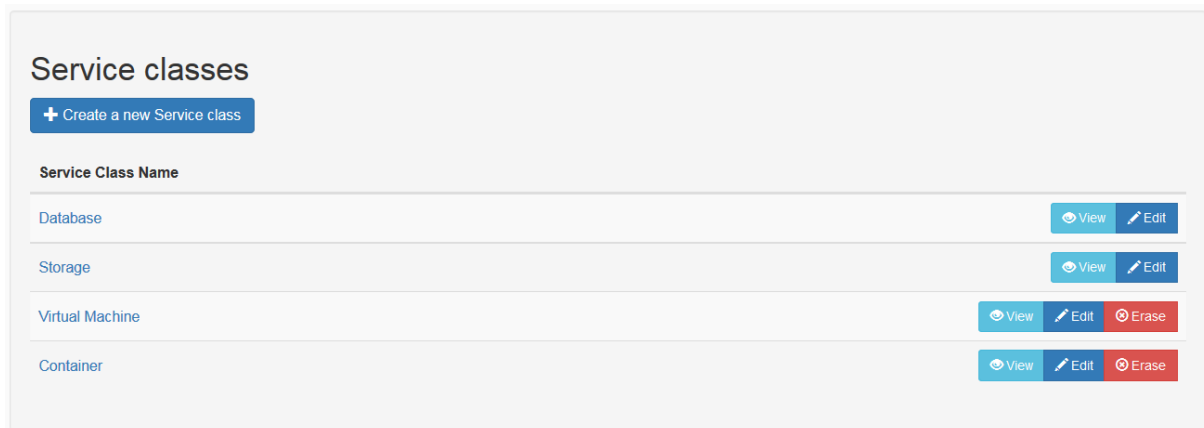 Service classes
Create a new Service class
Service Class Name
Database View Edit
Storage View Edit
Virtual Machine View Edit Erase
Container View Edit Erase